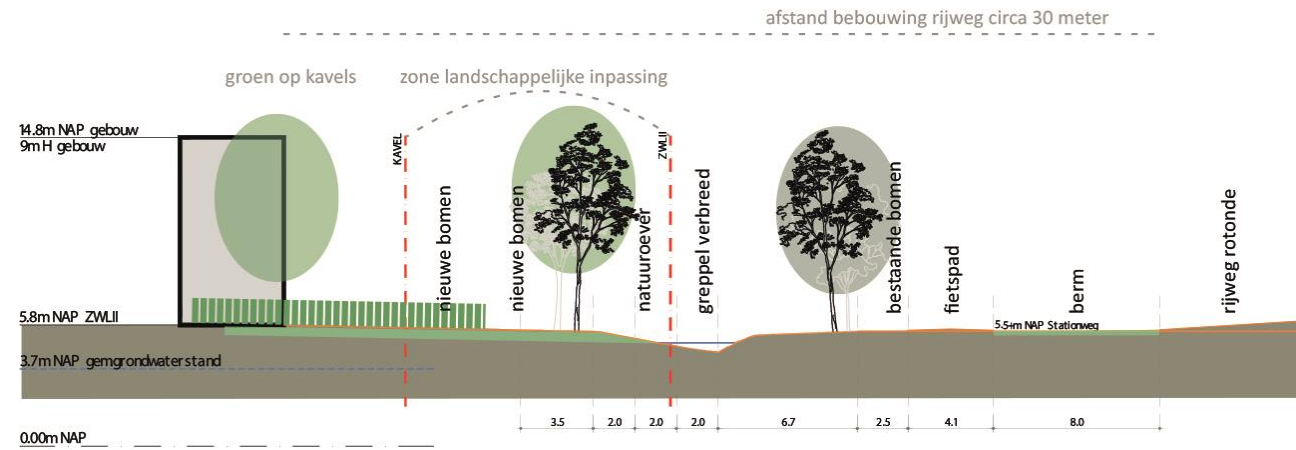 afstand bebouwing rijweg circa 30 meter
groen op kavels
zone landschappelijke inpassing
14.8m NAP gebouw
9m H gebouw
KAVEL
ZWLII
nieuwe bomen
nieuwe bomen
natuuroever
greppel verbreed
bestaande bomen
fietspad
berm
rijweg rotonde
5.8m NAP ZWLII
5.5+m NAP Stationweg
3.7m NAP gemgrondwaterstand
3.5
2.0
2.0
2.0
6.7
2.5
4.1
8.0
0.00m NAP